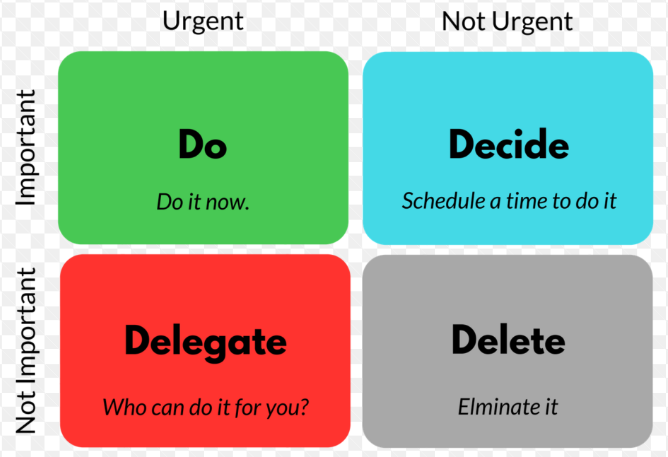 Urgent
Not Urgent
Important
Do
Do it now.
Decide
Schedule a time to do it
Not Important
Delegate
Who can do it for you?
Delete
Elminate it